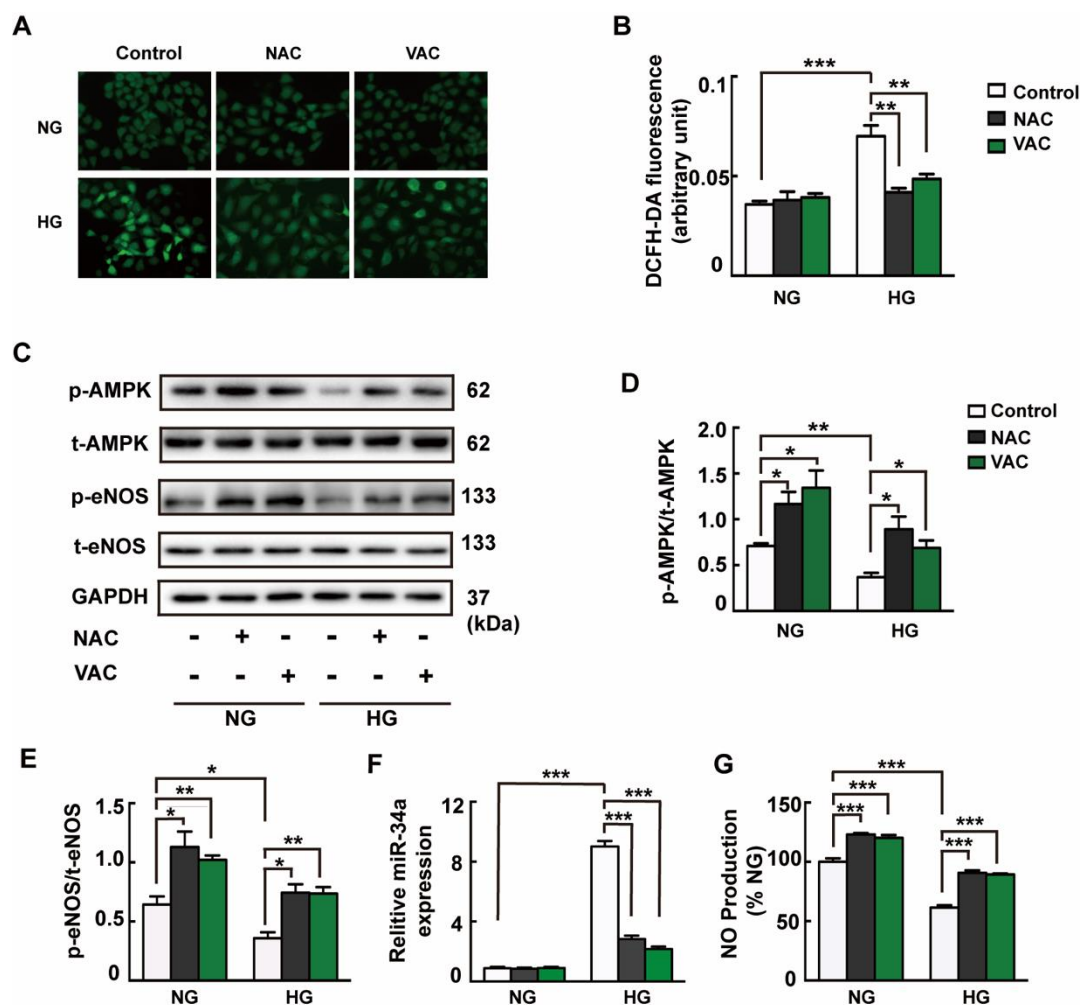 A
Control NAC VAC
NG
HG
B
DCFH-DA fluorescence
(arbitrary unit)
0.1
0.05
0
***
**
**
NG HG
Control
NAC
VAC
C
p-AMPK 62
t-AMPK 62
p-eNOS 133
t-eNOS 133
GAPDH 37
(kDa)
NAC - + - - + -
VAC - - + - - +
NG HG
D
p-AMPK/t-AMPK
2.0
1.5
1.0
0.5
0
**
*
*
*
*
NG HG
Control
NAC
VAC
E
p-eNOS/t-eNOS
1.5
1.0
0.5
0
*
**
*
**
*
NG HG
F
Relitive miR-34a
expression
12
8
4
0
***
***
***
NG HG
G
NO Production
(% NG)
150
100
50
0
***
***
***
***
***
NG HG